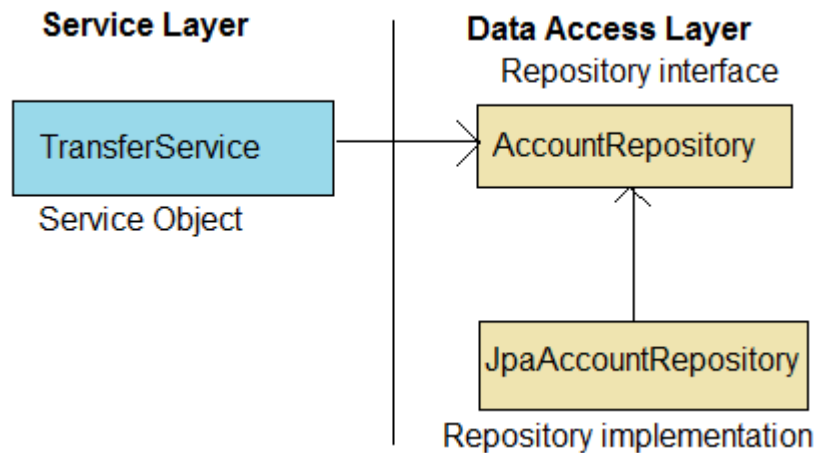 Service Layer
Data Access Layer
Repository interface
TransferService
AccountRepository
Service Object
JpaAccountRepository
Repository implementation